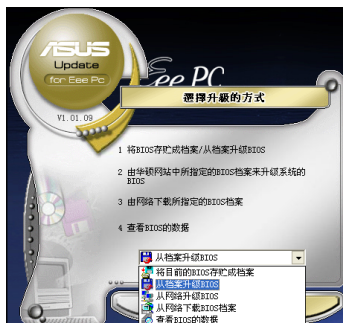 ASUS
Update
for Eee Pc
V1.01.09
Eee PC
選擇升級的方式
1 将BIOS存贮成档案/从档案升级BIOS
2 由华硕网站中所指定的BIOS档案来升级系统的
BIOS
3 由网络下载所指定的BIOS档案
4 查看BIOS的数据
从档案升级BIOS
将目前的BIOS存贮成档案
从档案升级BIOS
从网络升级BIOS
从网络下载BIOS档案
查看BIOS的数据